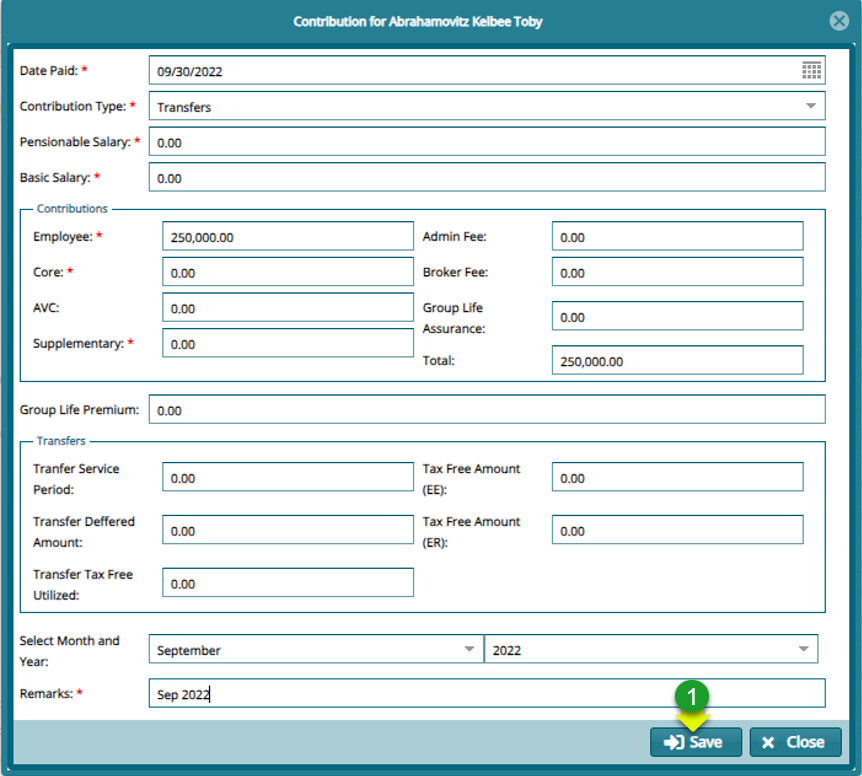 Contribution for Abrahamovitz Kelbee Toby
Date Paid: * 09/30/2022
Contribution Type: * Transfers
Pensionable Salary: * 0.00
Basic Salary: * 0.00
Contributions
Employee: * 250,000.00 Admin Fee: 0.00
Core: * 0.00 Broker Fee: 0.00
AVC: 0.00 Group Life
Assurance: 0.00
Supplementary: * 0.00
Total: 250,000.00
Group Life Premium: 0.00
Transfers
Tranfer Service Tax Free Amount
Period: 0.00 (EE): 0.00
Transfer Deffered Tax Free Amount
Amount: 0.00 (ER): 0.00
Transfer Tax Free
Utilized: 0.00
Select Month and
Year: September 2022
Remarks: * Sep 2022
1
Save Close